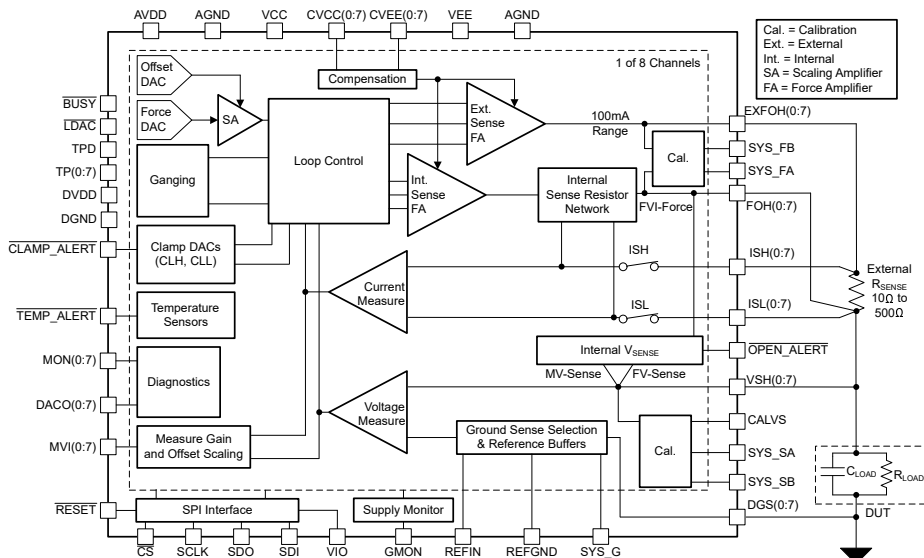 AVDD
AGND
VCC
CVCC(0:7)
CVEE(0:7)
VEE
AGND
Cal. = Calibration
Ext. = External
Int. = Internal
SA = Scaling Amplifier
FA = Force Amplifier
1 of 8 Channels
Offset
DAC
Force
DAC
SA
Compensation
Ext.
Sense
FA
100mA
Range
EXFOH(0:7)
BUSY
LDAC
TPD
TP(0:7)
DVDD
DGND
CLAMP_ALERT
TEMP_ALERT
MON(0:7)
DACO(0:7)
MVI(0:7)
RESET
Loop Control
Ganging
Int.
Sense
FA
Internal
Sense Resistor
Network
Cal.
FVI-Force
SYS_FB
SYS_FA
FOH(0:7)
Clamp DACs
(CLH, CLL)
Temperature
Sensors
Diagnostics
Measure Gain
and Offset Scaling
Current
Measure
ISH
ISL
ISH(0:7)
ISL(0:7)
External
RSENSE
10Ω to
500Ω
Internal VSENSE
OPEN_ALERT
MV-Sense
FV-Sense
VSH(0:7)
Voltage
Measure
Ground Sense Selection
& Reference Buffers
Cal.
CALVS
SYS_SA
SYS_SB
DGS(0:7)
CLOAD
RLOAD
DUT
SPI Interface
Supply Monitor
CS
SCLK
SDO
SDI
VIO
GMON
REFIN
REFGND
SYS_G